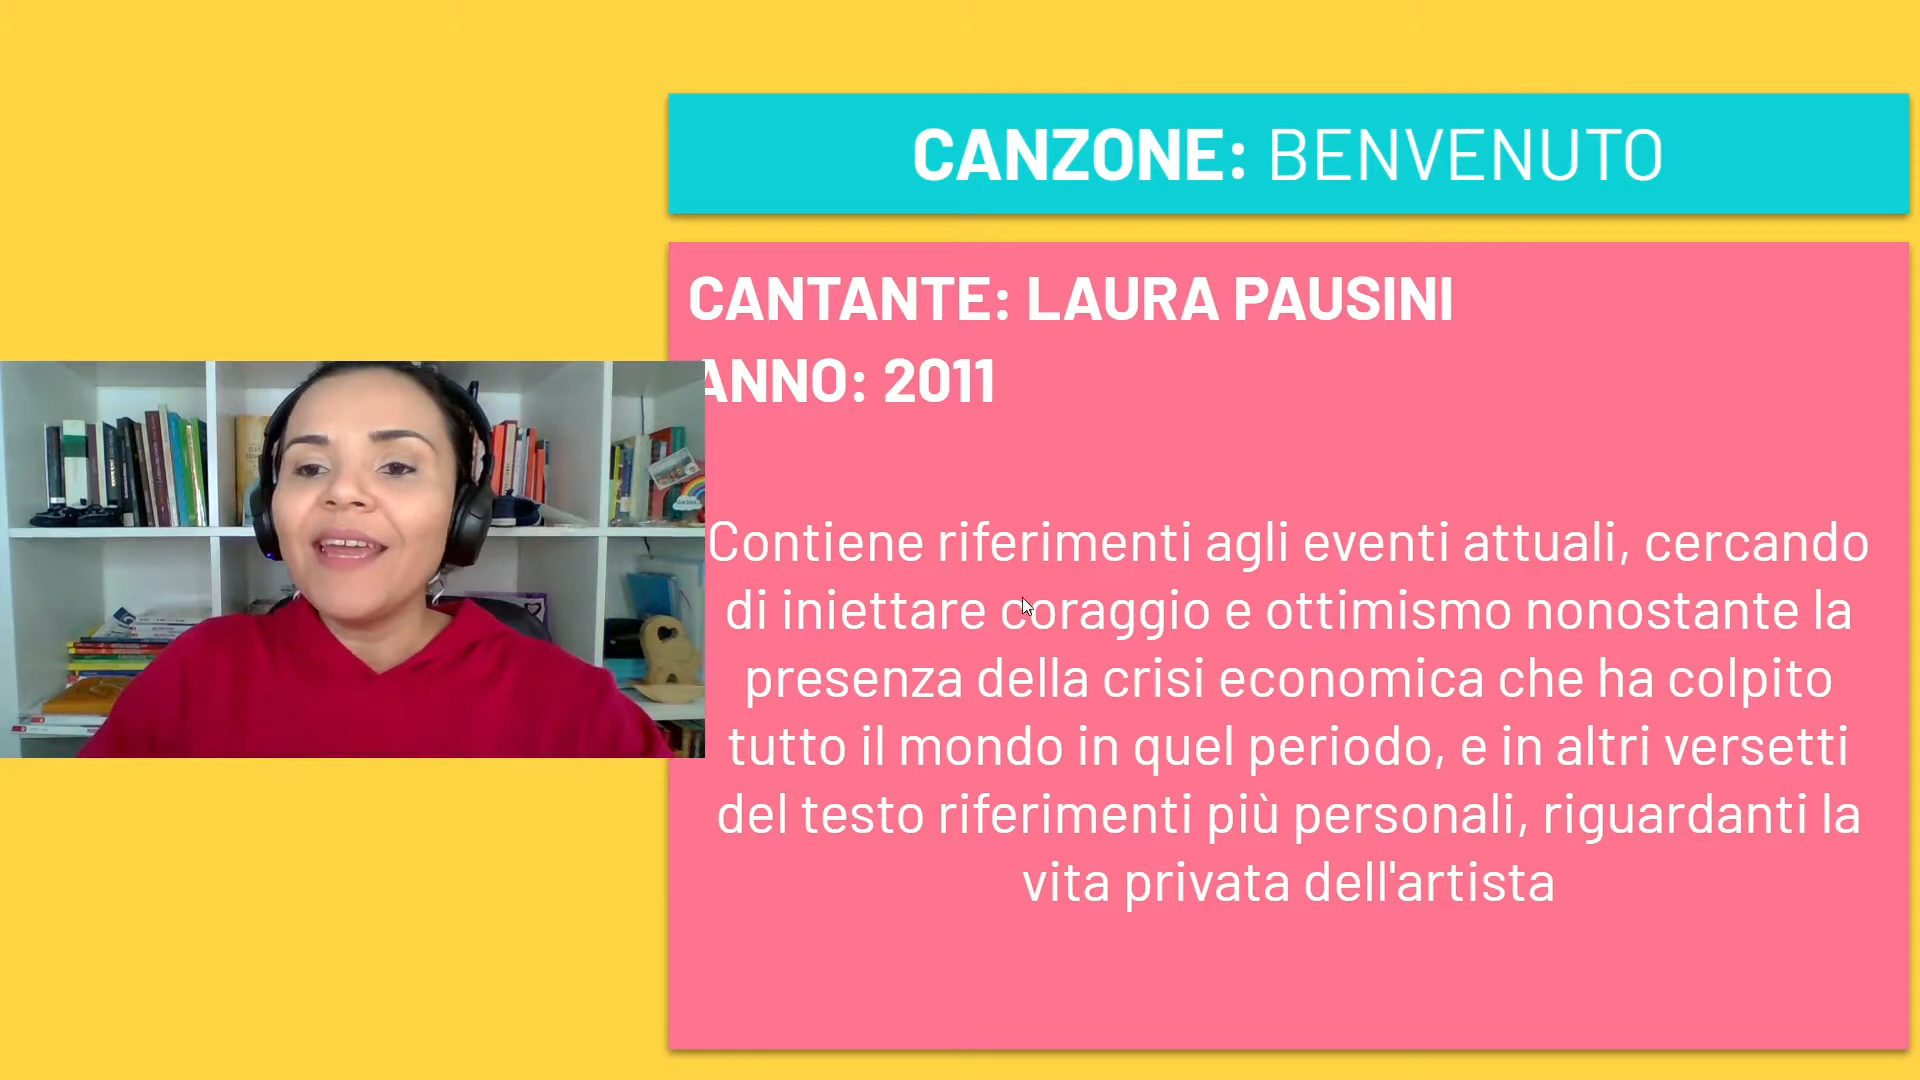 CANZONE: BENVENUTO
CANTANTE: LAURA PAUSINI
ANNO: 2011
Contiene riferimenti agli eventi attuali, cercando
di iniettare coraggio e ottimismo nonostante la
presenza della crisi economica che ha colpito
tutto il mondo in quel periodo, e in altri versetti
del testo riferimenti più personali, riguardanti la
vita privata dell'artista